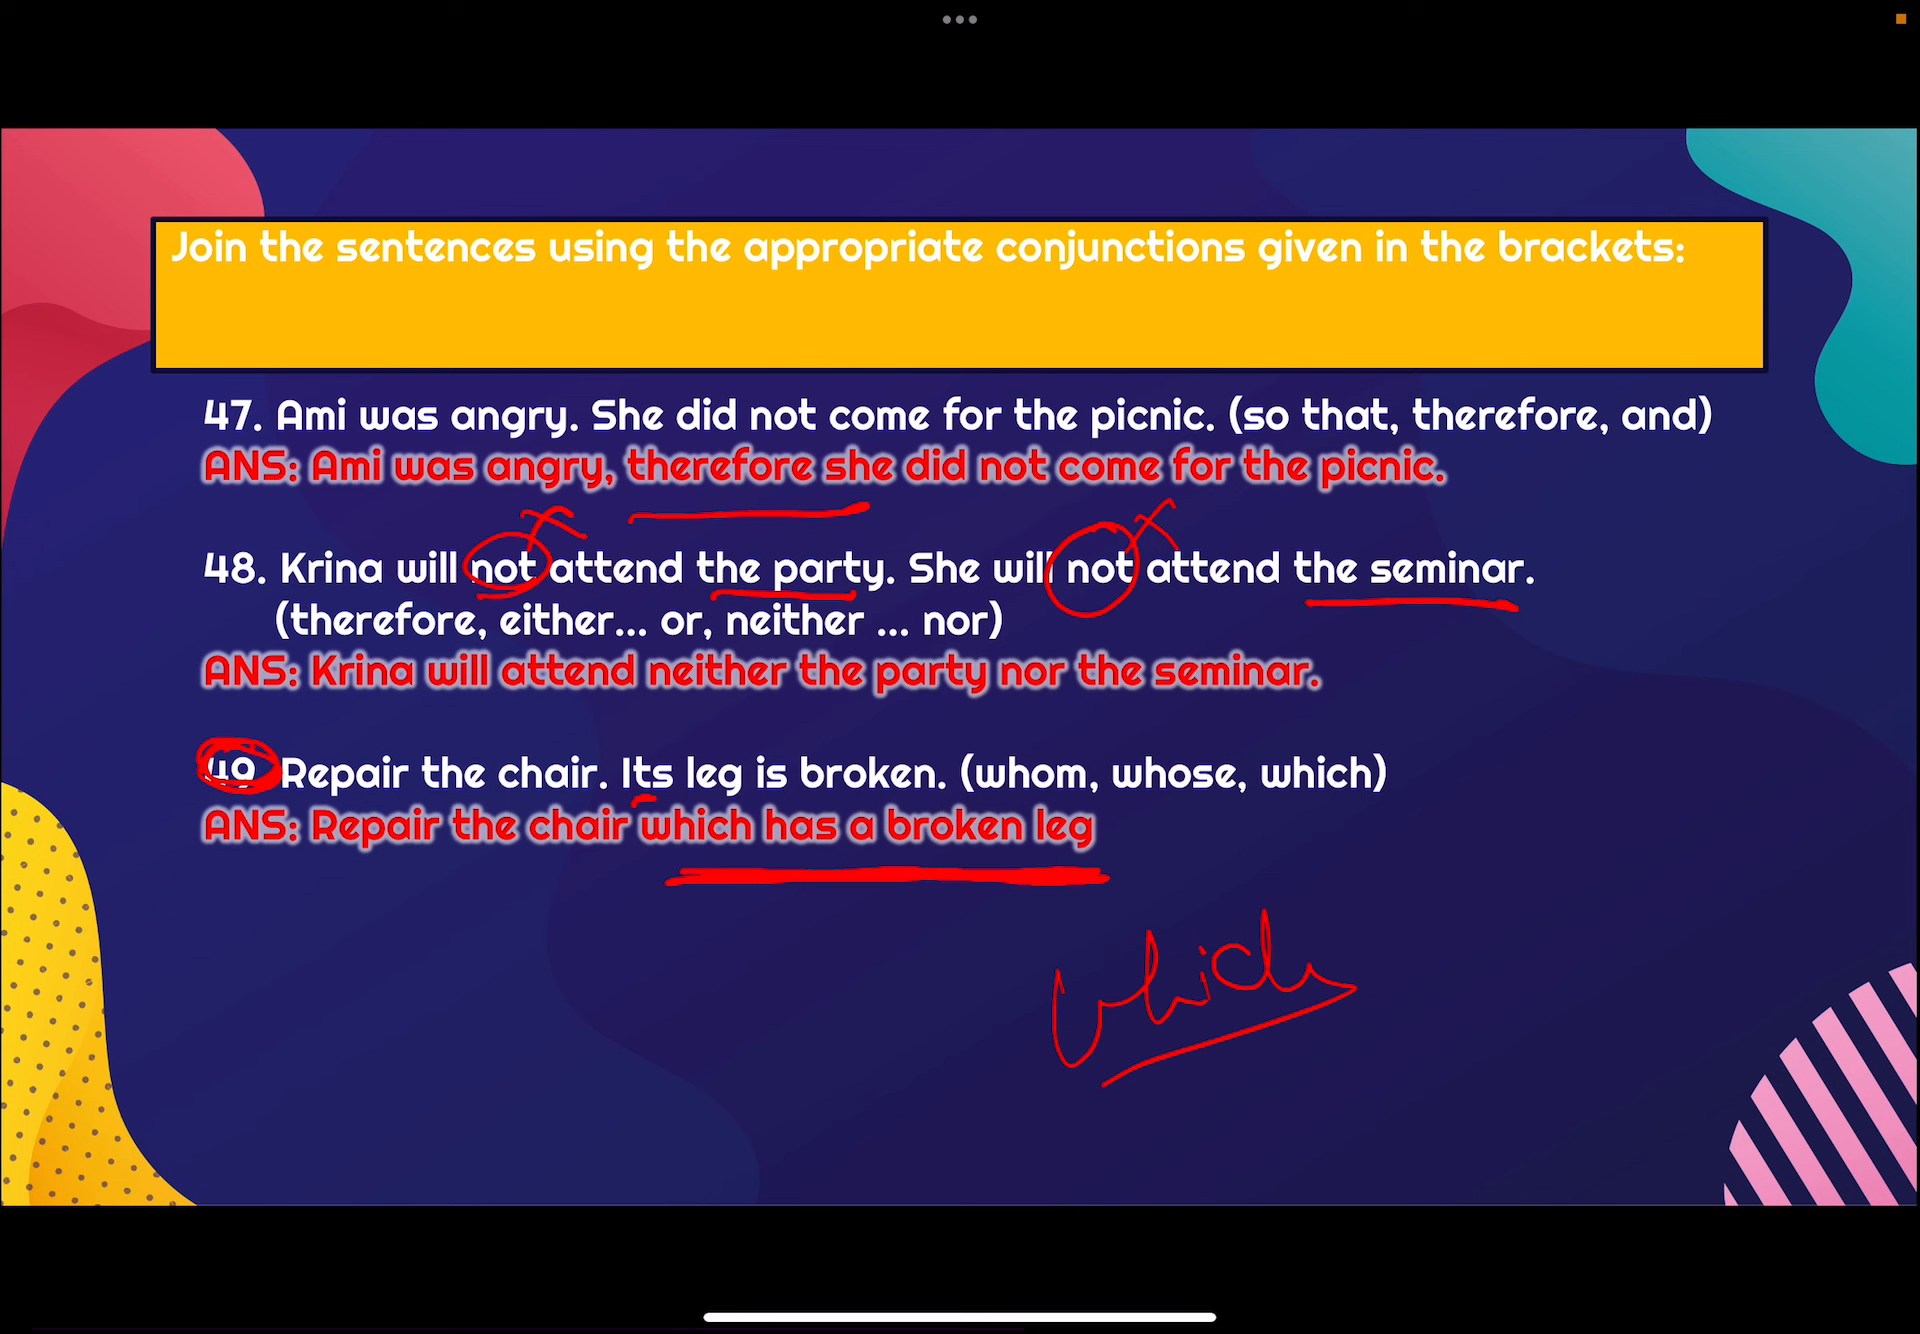 Join the sentences using the appropriate conjunctions given in the brackets:
47. Ami was angry. She did not come for the picnic. (so that, therefore, and)
ANS: Ami was angry, therefore she did not come for the picnic.
48. Krina will not attend the party. She will not attend the seminar.
(therefore, either... or, neither ... nor)
ANS: Krina will attend neither the party nor the seminar.
49. Repair the chair. Its leg is broken. (whom, whose, which)
ANS: Repair the chair which has a broken leg
which